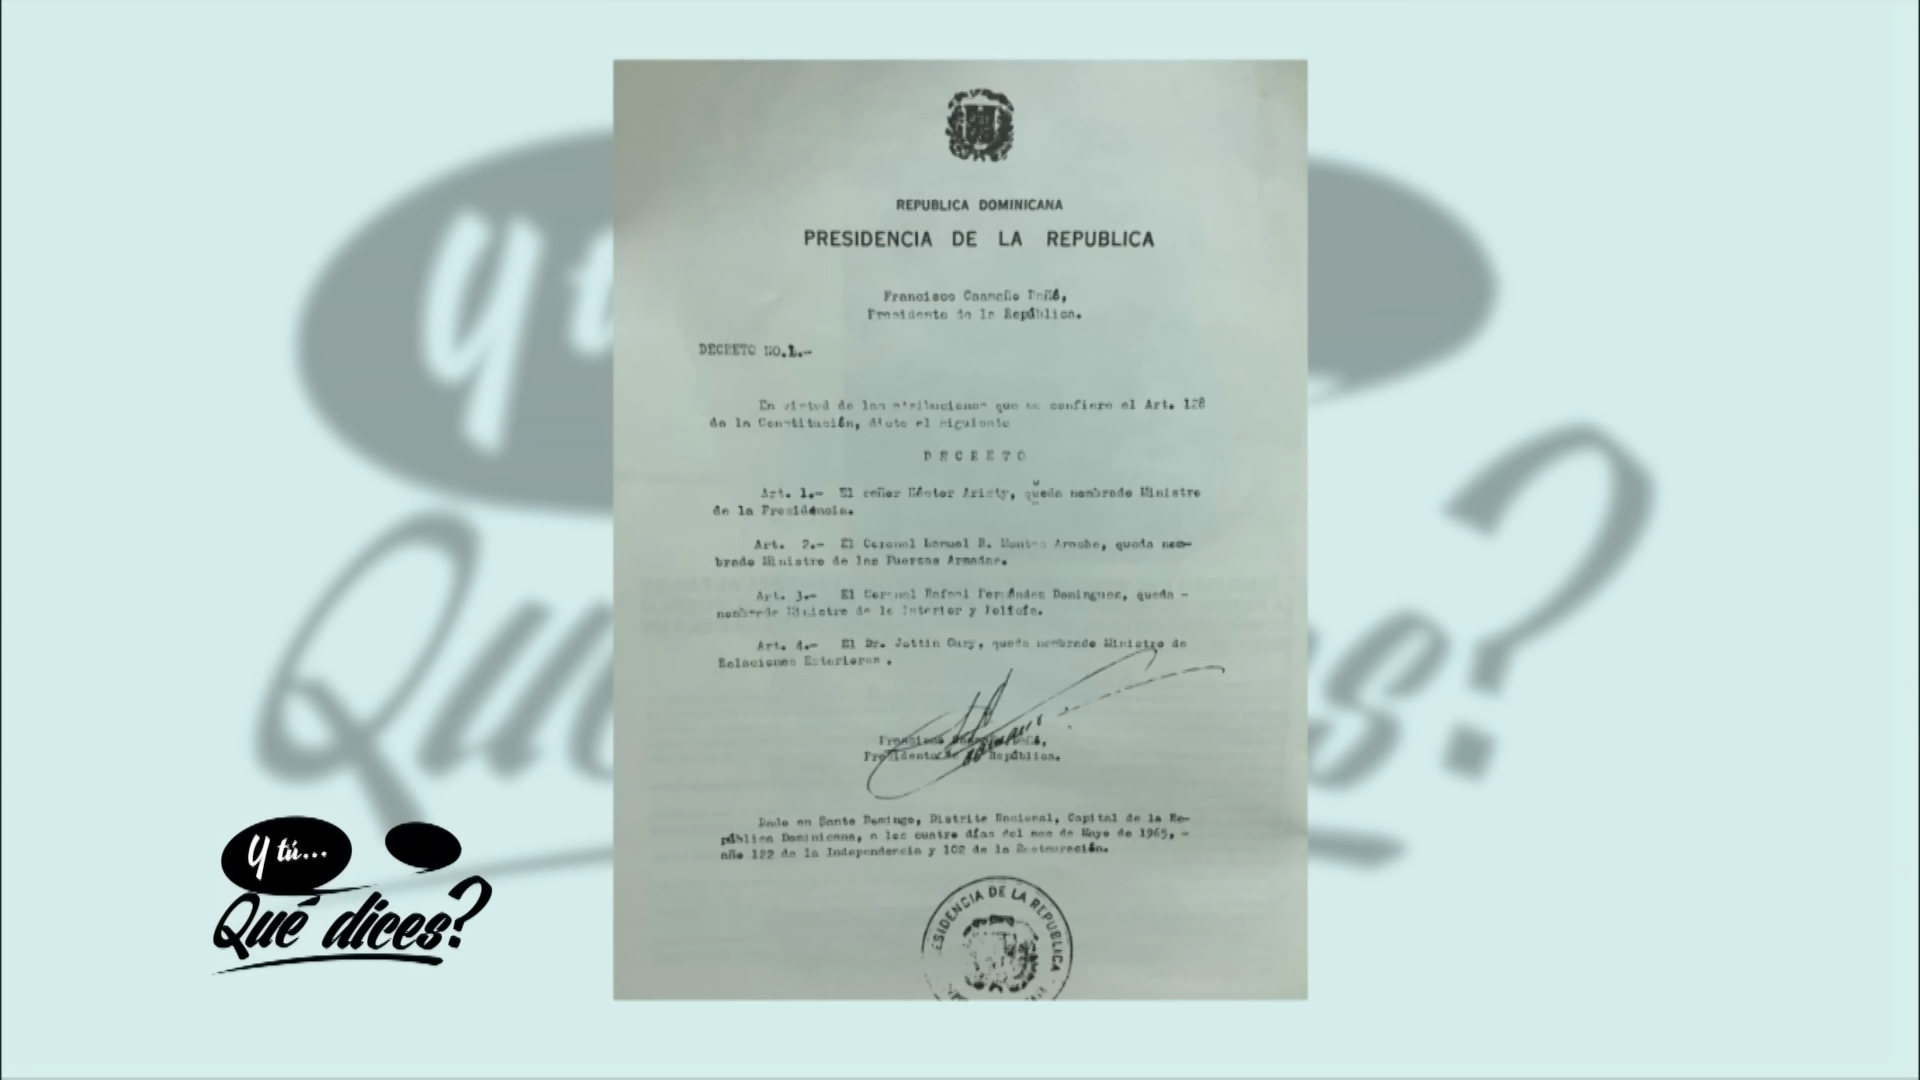 REPUBLICA DOMINICANA
PRESIDENCIA DE LA REPUBLICA
Francisco Caamaño Deñó,
Presidente de la República.
DECRETO NO.1.-
En virtud de las atribuciones que me confiere el Art. 128
de la Constitución, dicto el siguiente
D E C R E T O
Art. 1.- El señor Héctor Aristy, queda nombrado Ministro
de la Presidencia.
Art. 2.- El Coronel Manuel R. Montes Arache, queda nom-
brado Ministro de las Fuerzas Armadas.
Art. 3.- El Coronel Rafael Fernández Domínguez, queda -
nombrado Ministro de lo Interior y Policía.
Art. 4.- El Dr. Jottin Cury, queda nombrado Ministro de
Relaciones Exteriores.
Francisco Caamaño Deñó,
Presidente de la República.
Dado en Santo Domingo, Distrito Nacional, Capital de la Re-
pública Dominicana, a los cuatro días del mes de Mayo de 1965, -
año 122 de la Independencia y 102 de la Restauración.
ESIDENCIA DE LA REPUBLICA
Y tú...
Qué dices?